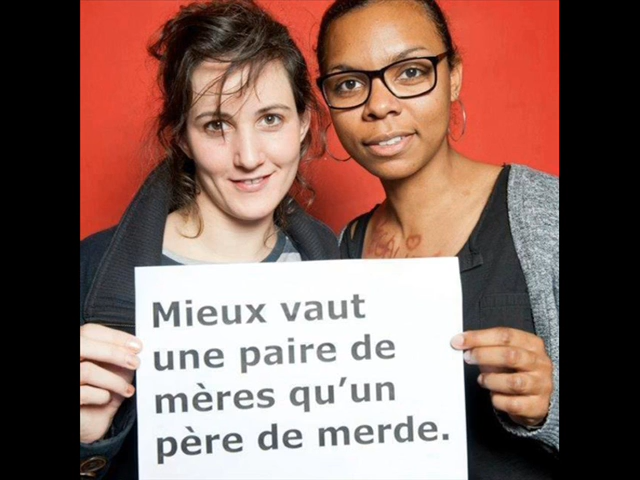 Mieux vaut
une paire de
mères qu'un
père de merde.